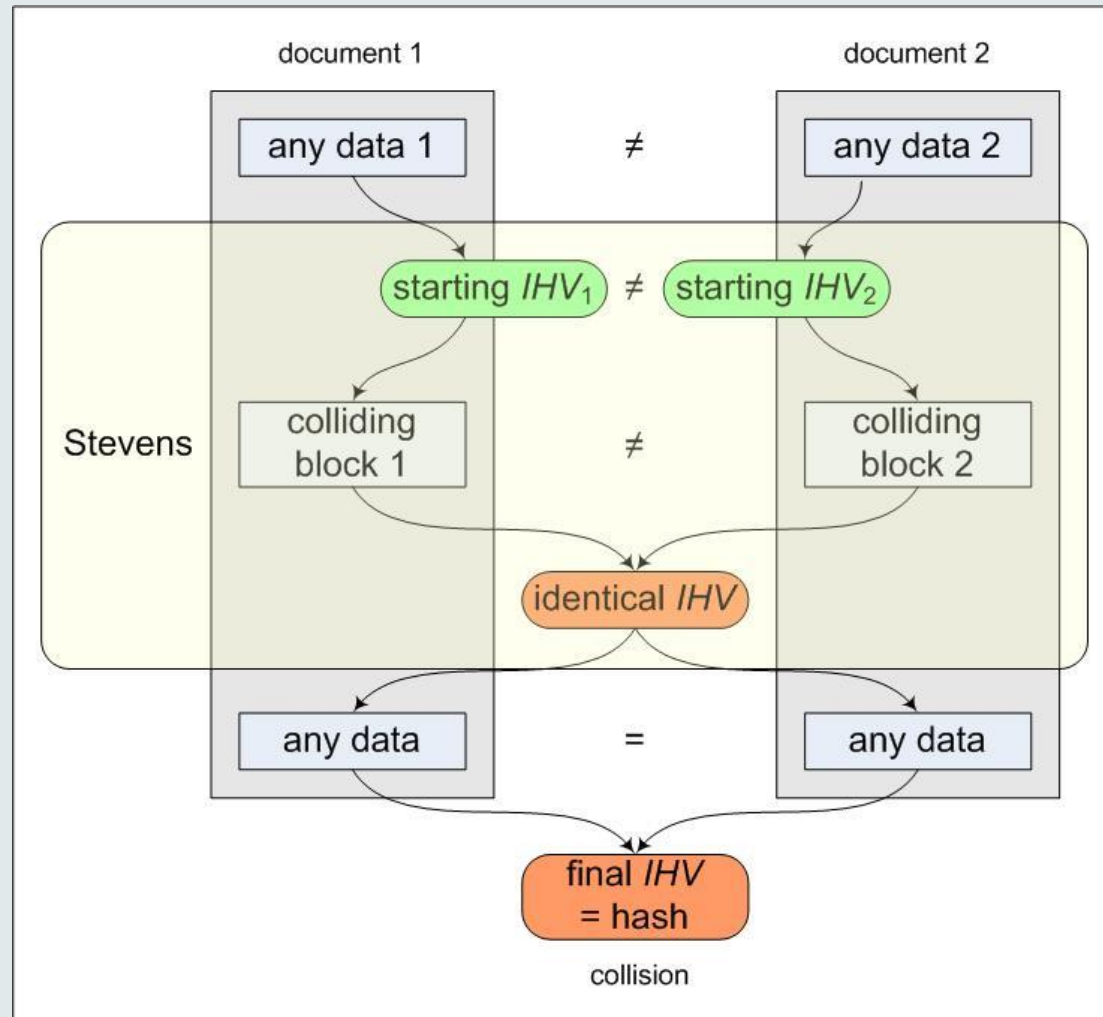 document 1
document 2
any data 1
≠
any data 2
starting IHV₁
≠
starting IHV₂
Stevens
colliding
block 1
≠
colliding
block 2
identical IHV
any data
=
any data
final IHV
= hash
collision